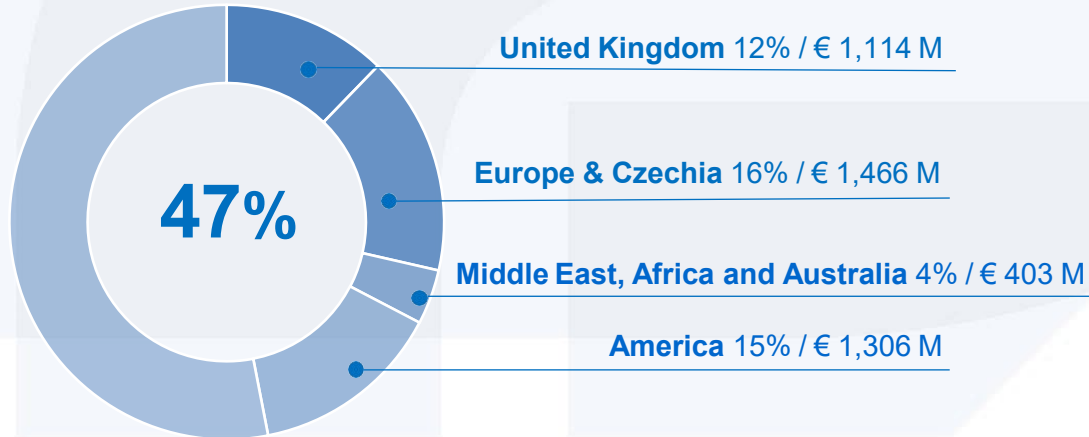 United Kingdom 12% / € 1,114 M
Europe & Czechia 16% / € 1,466 M
47%
Middle East, Africa and Australia 4% / € 403 M
America 15% / € 1,306 M